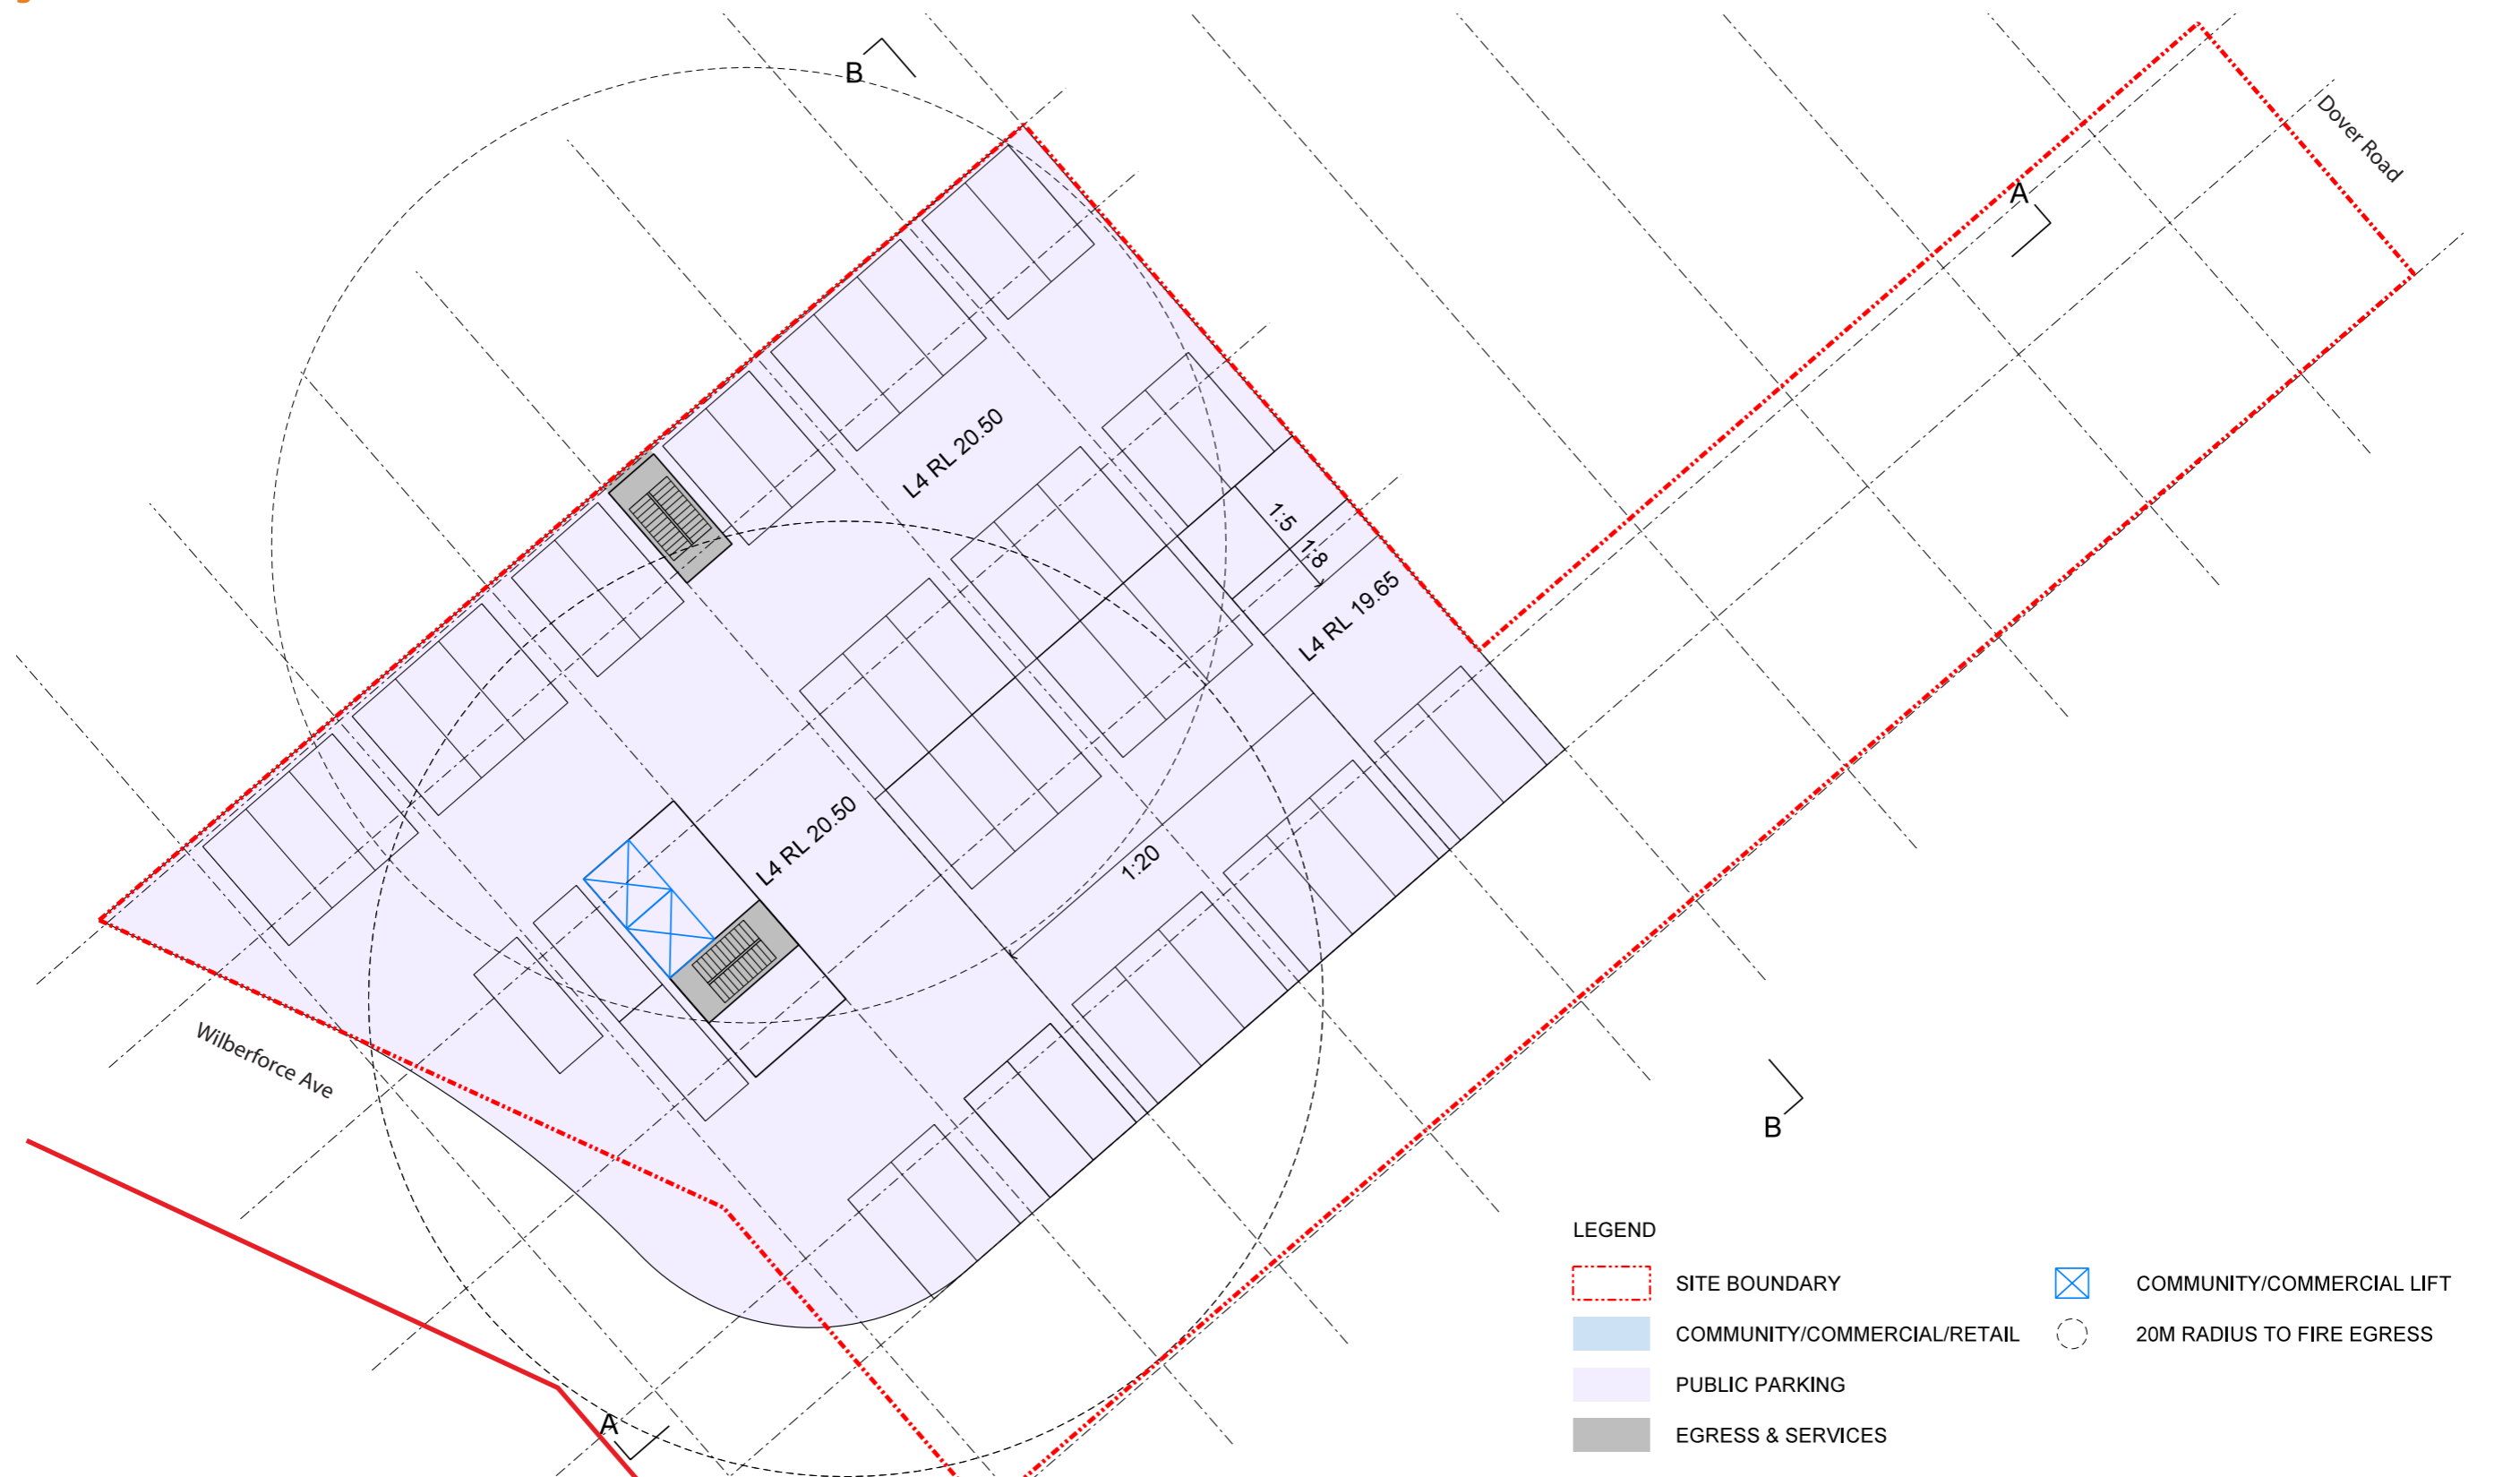 B
Dover Road
A
L4 RL 20.50
1:5
1:8
L4 RL 19.65
L4 RL 20.50
1:20
Wilberforce Ave
B
A
LEGEND
SITE BOUNDARY
COMMUNITY/COMMERCIAL/RETAIL
PUBLIC PARKING
EGRESS & SERVICES
COMMUNITY/COMMERCIAL LIFT
20M RADIUS TO FIRE EGRESS